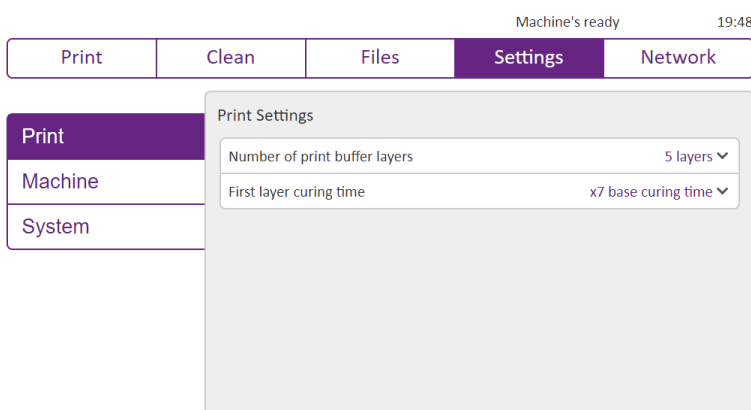 Machine's ready 19:48
Print Clean Files Settings Network
Print Settings
Print
Number of print buffer layers 5 layers
Machine
First layer curing time x7 base curing time
System